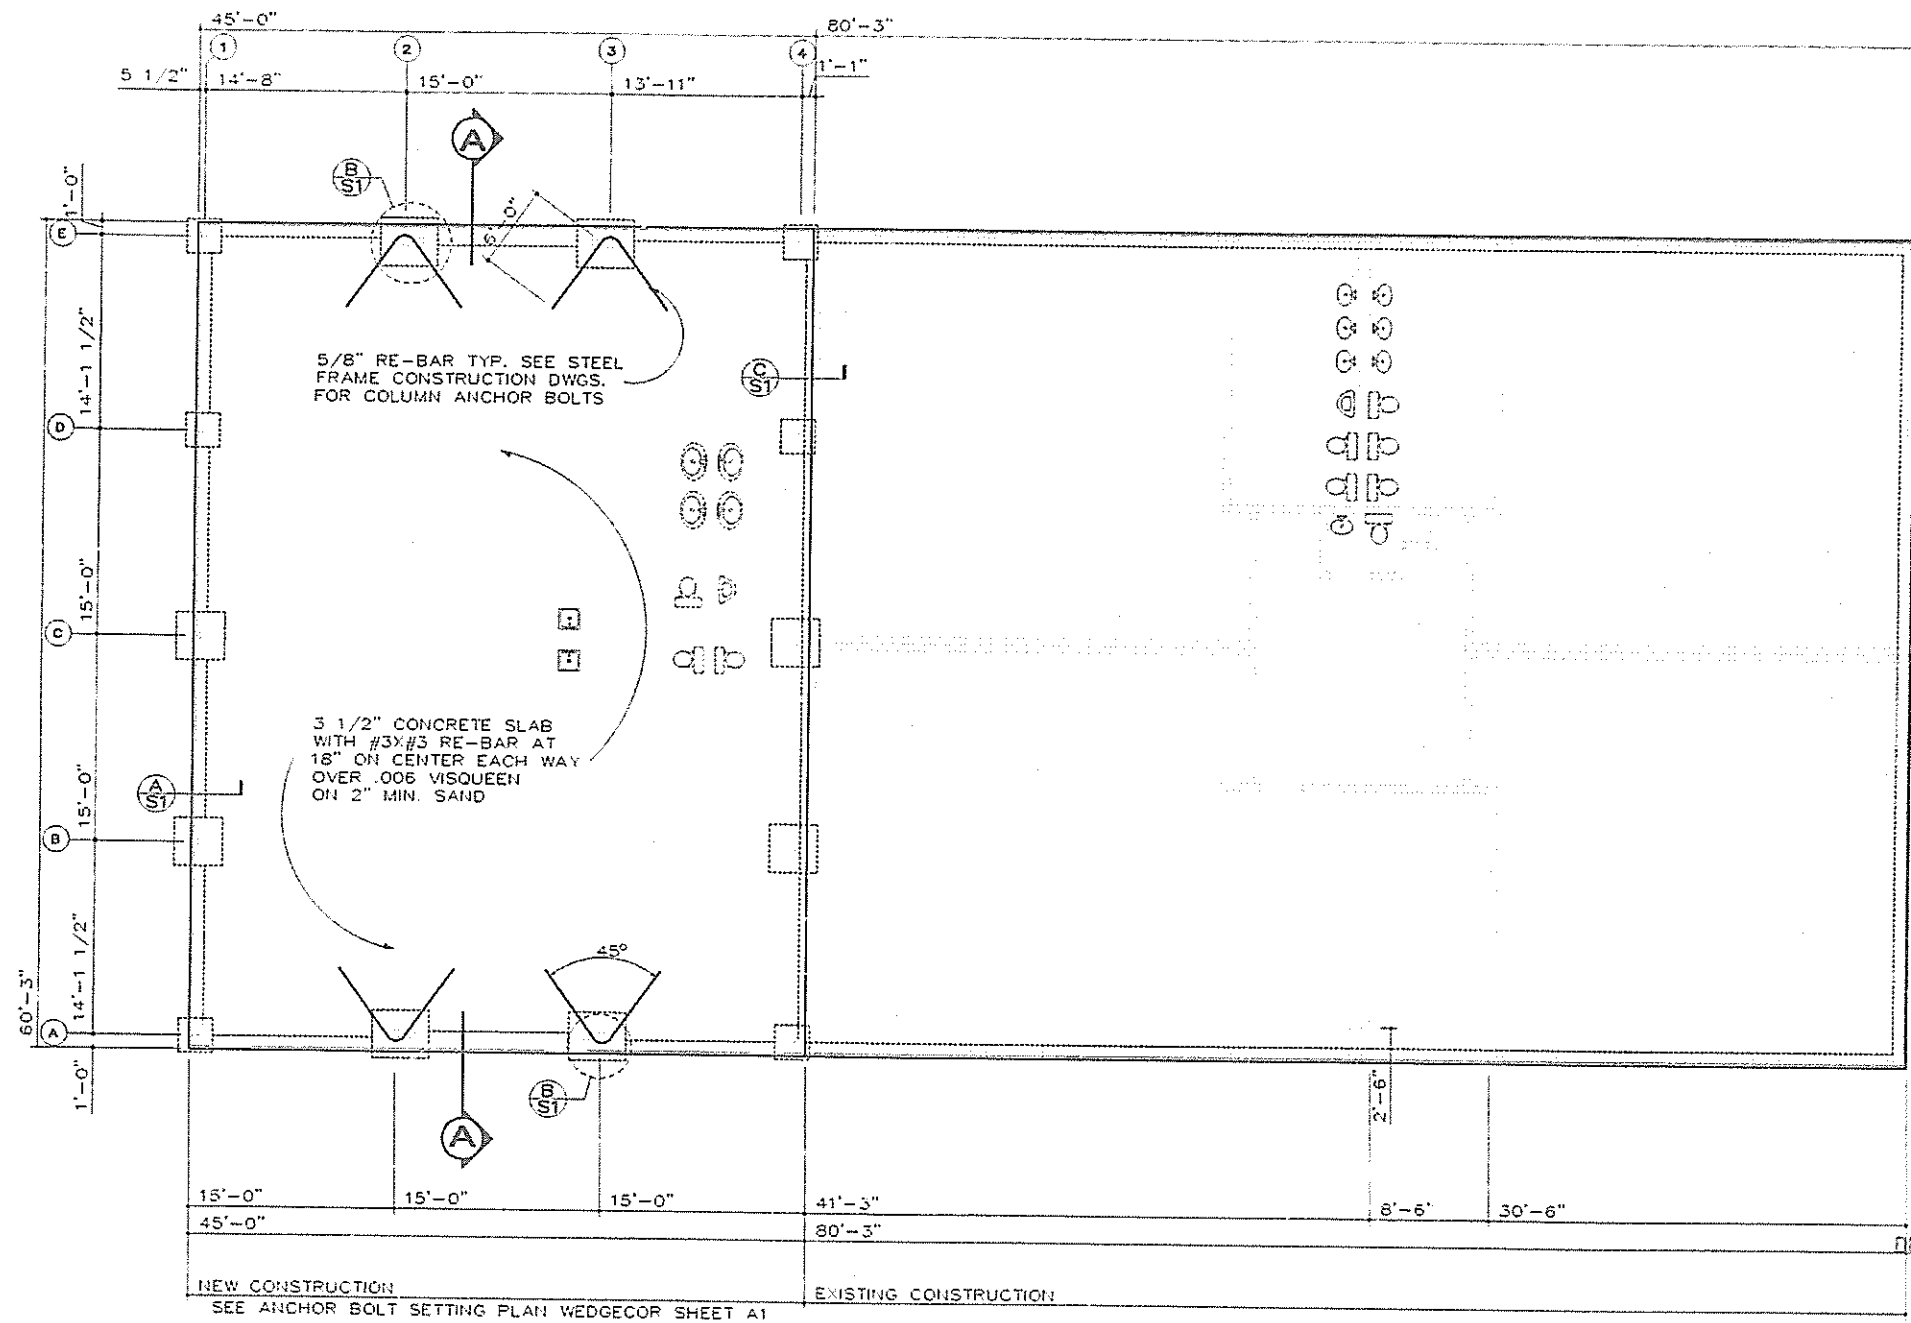 45'-0"
80'-3"
1
2
3
4
5 1/2"
14'-8"
15'-0"
13'-11"
1'-1"
A
B
S1
1'-0"
E
14'-1 1/2"
5/8" RE-BAR TYP. SEE STEEL
FRAME CONSTRUCTION DWGS.
FOR COLUMN ANCHOR BOLTS
C
S1
D
15'-0"
C
3 1/2" CONCRETE SLAB
WITH #3X#3 RE-BAR AT
18" ON CENTER EACH WAY
OVER .006 VISQUEEN
ON 2" MIN. SAND
A
S1
15'-0"
B
14'-1 1/2"
60'-3"
45°
A
1'-0"
B
S1
2'-6"
A
15'-0"
15'-0"
15'-0"
41'-3"
8'-6"
30'-6"
45'-0"
80'-3"
NEW CONSTRUCTION
EXISTING CONSTRUCTION
SEE ANCHOR BOLT SETTING PLAN WEDGECOR SHEET A1